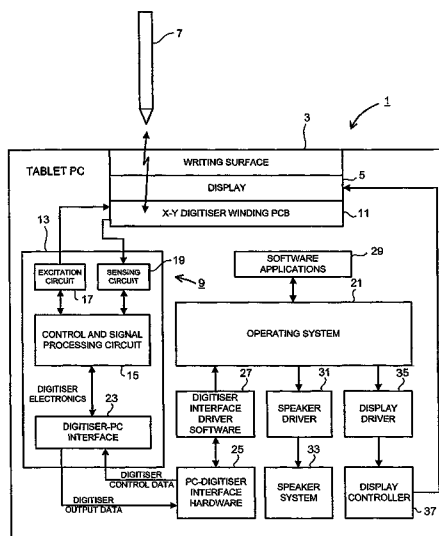 7
1
3
WRITING SURFACE
TABLET PC
5
DISPLAY
X-Y DIGITISER WINDING PCB
11
13
19
EXCITATION
CIRCUIT
SENSING
CIRCUIT
17
9
SOFTWARE
APPLICATIONS
29
21
CONTROL AND SIGNAL
PROCESSING CIRCUIT
OPERATING SYSTEM
15
DIGITISER
ELECTRONICS
23
27
31
35
DIGITISER
INTERFACE
DRIVER
SOFTWARE
SPEAKER
DRIVER
DISPLAY
DRIVER
DIGITISER-PC
INTERFACE
25
33
DIGITISER
CONTROL DATA
PC-DIGITISER
INTERFACE
HARDWARE
SPEAKER
SYSTEM
DISPLAY
CONTROLLER
DIGITISER
OUTPUT DATA
37